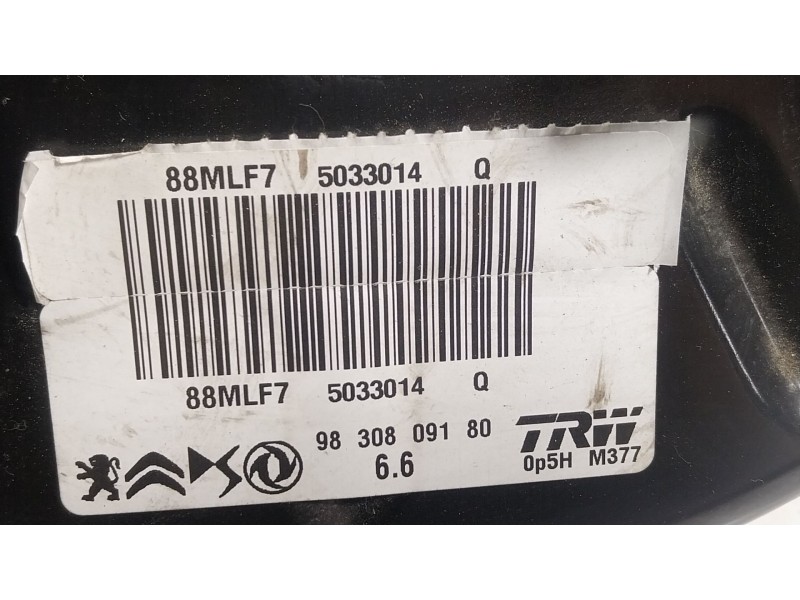 88MLF7 5033014 Q
88MLF7 5033014 Q
98 308 091 80
6.6
TRW
0p5H M377